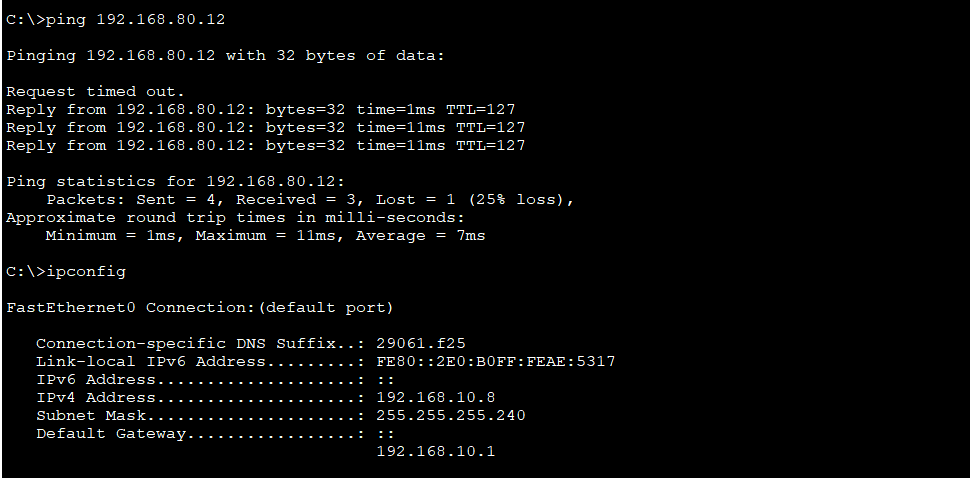 C:\>ping 192.168.80.12
Pinging 192.168.80.12 with 32 bytes of data:
Request timed out.
Reply from 192.168.80.12: bytes=32 time=1ms TTL=127
Reply from 192.168.80.12: bytes=32 time=11ms TTL=127
Reply from 192.168.80.12: bytes=32 time=11ms TTL=127
Ping statistics for 192.168.80.12:
    Packets: Sent = 4, Received = 3, Lost = 1 (25% loss),
Approximate round trip times in milli-seconds:
    Minimum = 1ms, Maximum = 11ms, Average = 7ms
C:\>ipconfig
FastEthernet0 Connection:(default port)
   Connection-specific DNS Suffix..: 29061.f25
   Link-local IPv6 Address.........: FE80::2E0:B0FF:FEAE:5317
   IPv6 Address....................: ::
   IPv4 Address....................: 192.168.10.8
   Subnet Mask.....................: 255.255.255.240
   Default Gateway.................: ::
                                     192.168.10.1